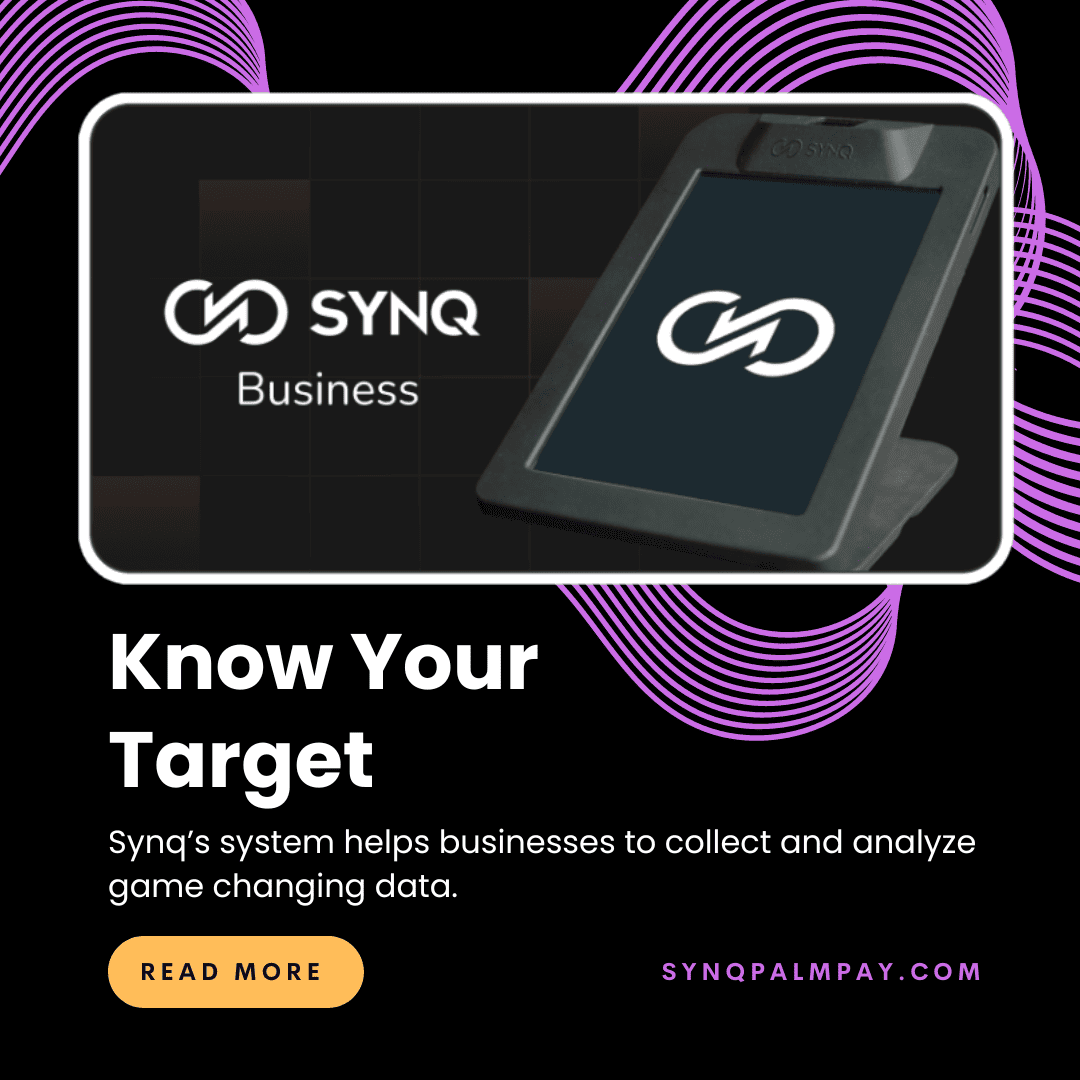 SYNQ
SYNQ
Business
Know Your
Target
Synq’s system helps businesses to collect and analyze
game changing data.
READ MORE
SYNQPALMPAY.COM